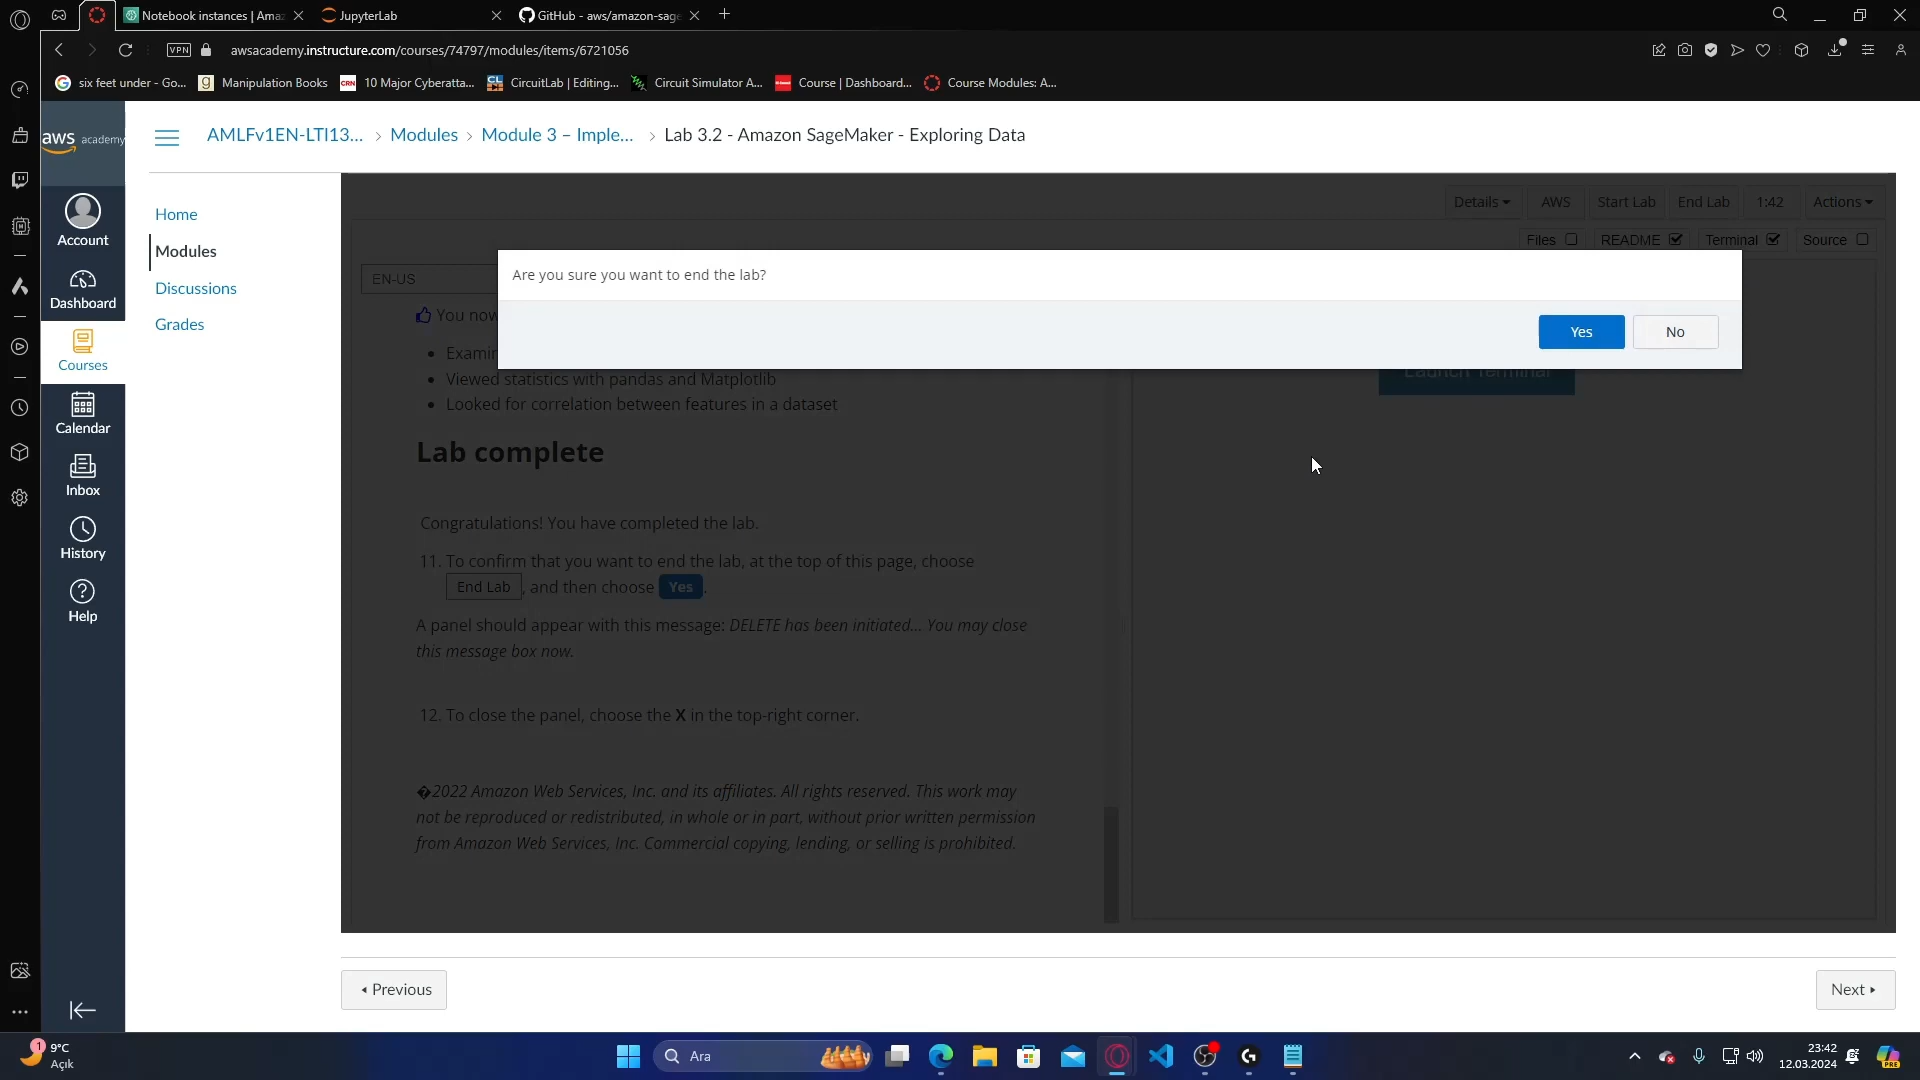 Notebook instances | Amaz
JupyterLab
GitHub - aws/amazon-sage
VPN
awsacademy.instructure.com/courses/74797/modules/items/6721056
six feet under - Go...
Manipulation Books
CRN
10 Major Cyberatta...
CL
CircuitLab | Editing...
Circuit Simulator A...
Course | Dashboard...
Course Modules: A...
aws academy
AMLFv1EN-LTI13... > Modules > Module 3 – Imple... > Lab 3.2 - Amazon SageMaker - Exploring Data
Account
Dashboard
Courses
Calendar
Inbox
History
Help
Home
Modules
Discussions
Grades
Details
AWS
Start Lab
End Lab
1:42
Actions
Files
README
Terminal
Source
EN-US
Are you sure you want to end the lab?
Yes
No
You now
Examin
Viewed statistics with pandas and Matplotlib
Looked for correlation between features in a dataset
Launch Terminal
Lab complete
Congratulations! You have completed the lab.
11. To confirm that you want to end the lab, at the top of this page, choose
End Lab, and then choose Yes.
A panel should appear with this message: DELETE has been initiated... You may close
this message box now.
12. To close the panel, choose the X in the top-right corner.
�2022 Amazon Web Services, Inc. and its affiliates. All rights reserved. This work may
not be reproduced or redistributed, in whole or in part, without prior written permission
from Amazon Web Services, Inc. Commercial copying, lending, or selling is prohibited.
Previous
Next
1
9°C
Açık
Ara
23:42
12.03.2024
PRE